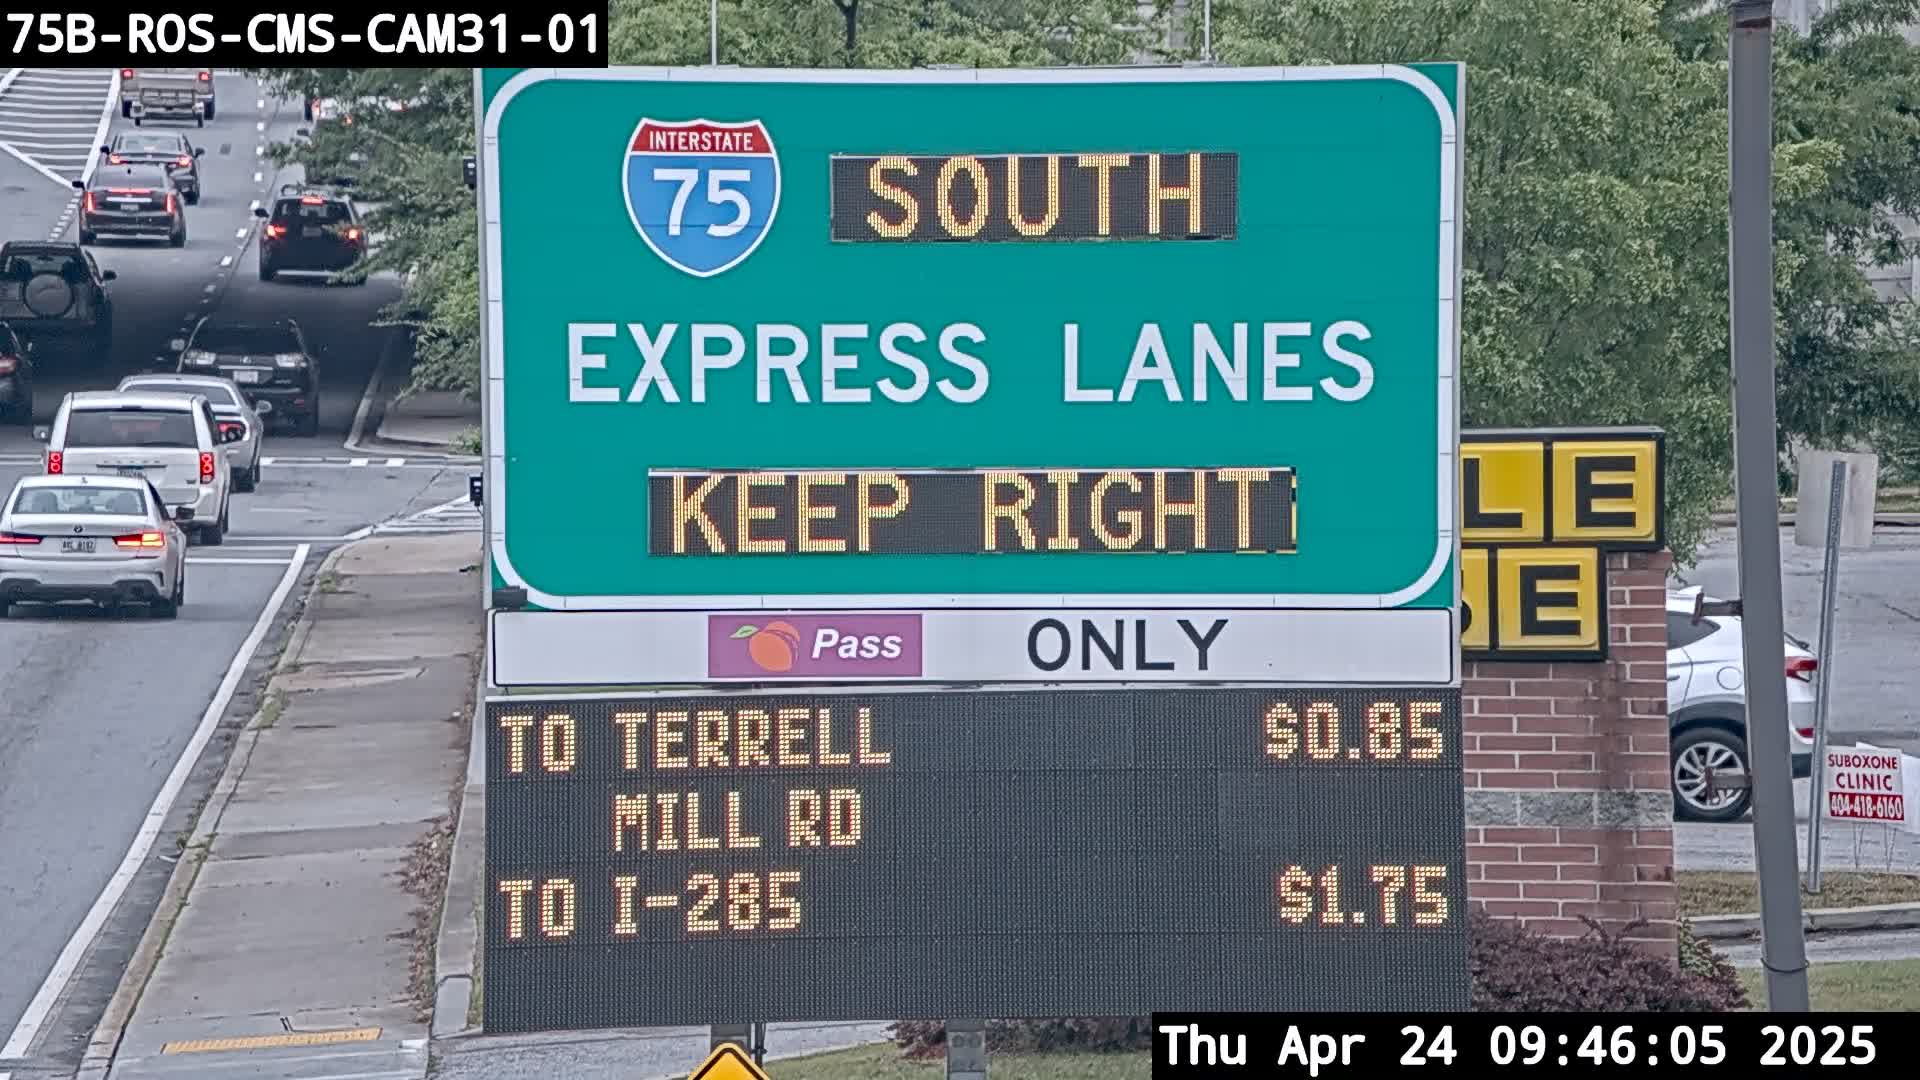 75B-ROS-CMS-CAM31-01
INTERSTATE
75
SOUTH
EXPRESS LANES
KEEP RIGHT
Pass ONLY
TO TERRELL $0.85
MILL RD
TO I-285 $1.75
LE
E
SUBOXONE
CLINIC
404-418-6160
Thu Apr 24 09:46:05 2025